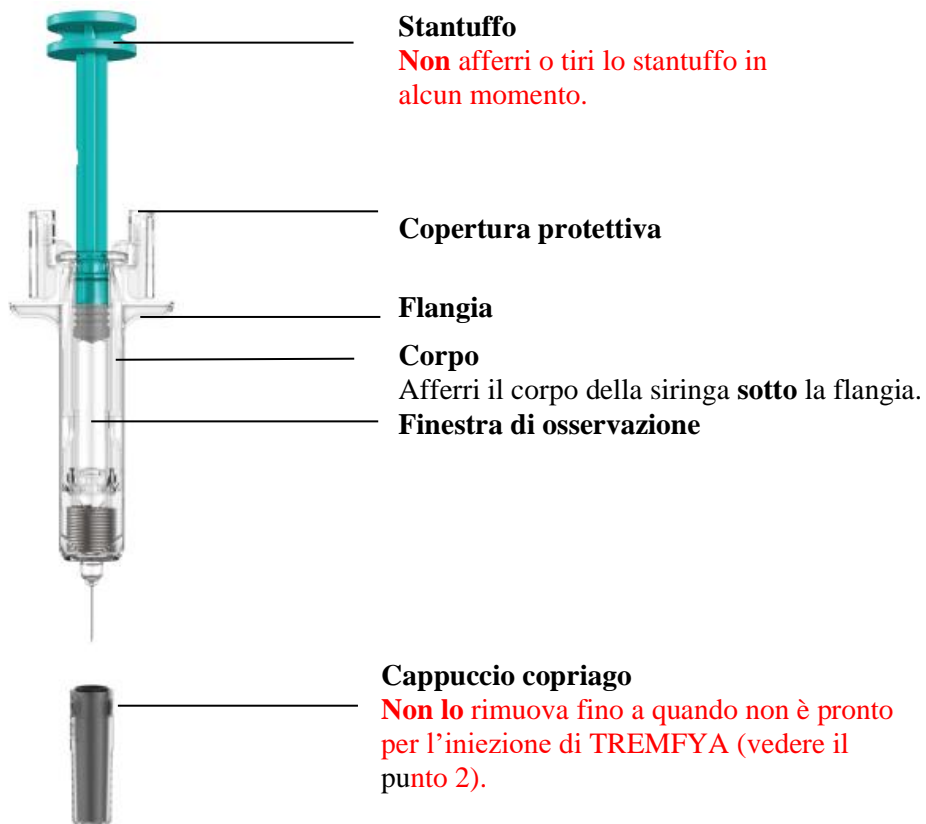 Stantuffo
Non afferri o tiri lo stantuffo in
alcun momento.
Copertura protettiva
Flangia
Corpo
Afferri il corpo della siringa sotto la flangia.
Finestra di osservazione
Cappuccio copriago
Non lo rimuova fino a quando non è pronto
per l’iniezione di TREMFYA (vedere il
punto 2).